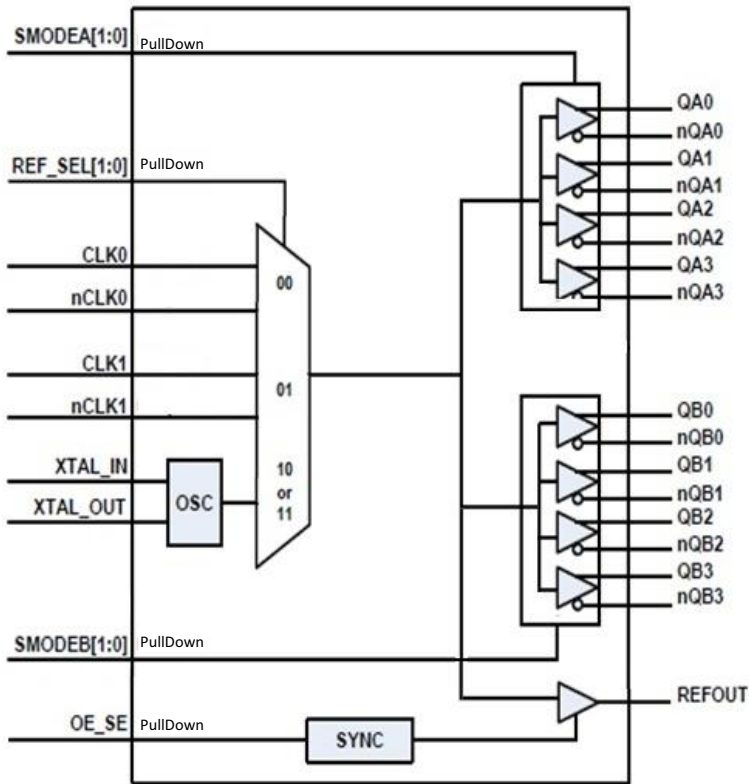 SMODEA[1:0] PullDown
REF_SEL[1:0] PullDown
CLK0
nCLK0
CLK1
nCLK1
XTAL_IN
XTAL_OUT
OSC
00
01
10
or
11
SMODEB[1:0] PullDown
OE_SE PullDown
SYNC
QA0
nQA0
QA1
nQA1
QA2
nQA2
QA3
nQA3
QB0
nQB0
QB1
nQB1
QB2
nQB2
QB3
nQB3
REFOUT